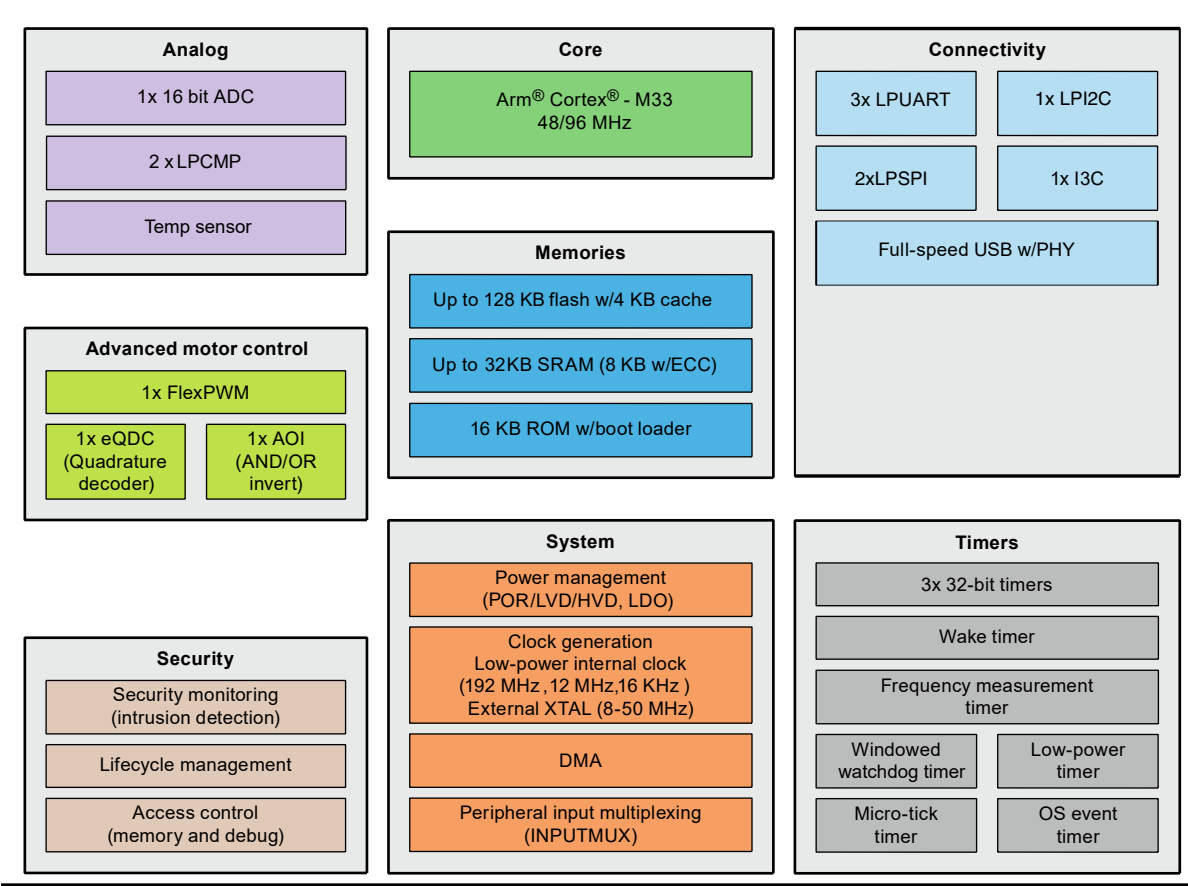 Analog
1x 16 bit ADC
2 x LPCMP
Temp sensor
Advanced motor control
1x FlexPWM
1x eQDC
(Quadrature
decoder)
1x AOI
(AND/OR
invert)
Security
Security monitoring
(intrusion detection)
Lifecycle management
Access control
(memory and debug)
Core
Arm® Cortex® - M33
48/96 MHz
Memories
Up to 128 KB flash w/4 KB cache
Up to 32KB SRAM (8 KB w/ECC)
16 KB ROM w/boot loader
System
Power management
(POR/LVD/HVD, LDO)
Clock generation
Low-power internal clock
(192 MHz ,12 MHz,16 KHz )
External XTAL (8-50 MHz)
DMA
Peripheral input multiplexing
(INPUTMUX)
Connectivity
3x LPUART
1x LPI2C
2xLPSPI
1x I3C
Full-speed USB w/PHY
Timers
3x 32-bit timers
Wake timer
Frequency measurement
timer
Windowed
watchdog timer
Low-power
timer
Micro-tick
timer
OS event
timer